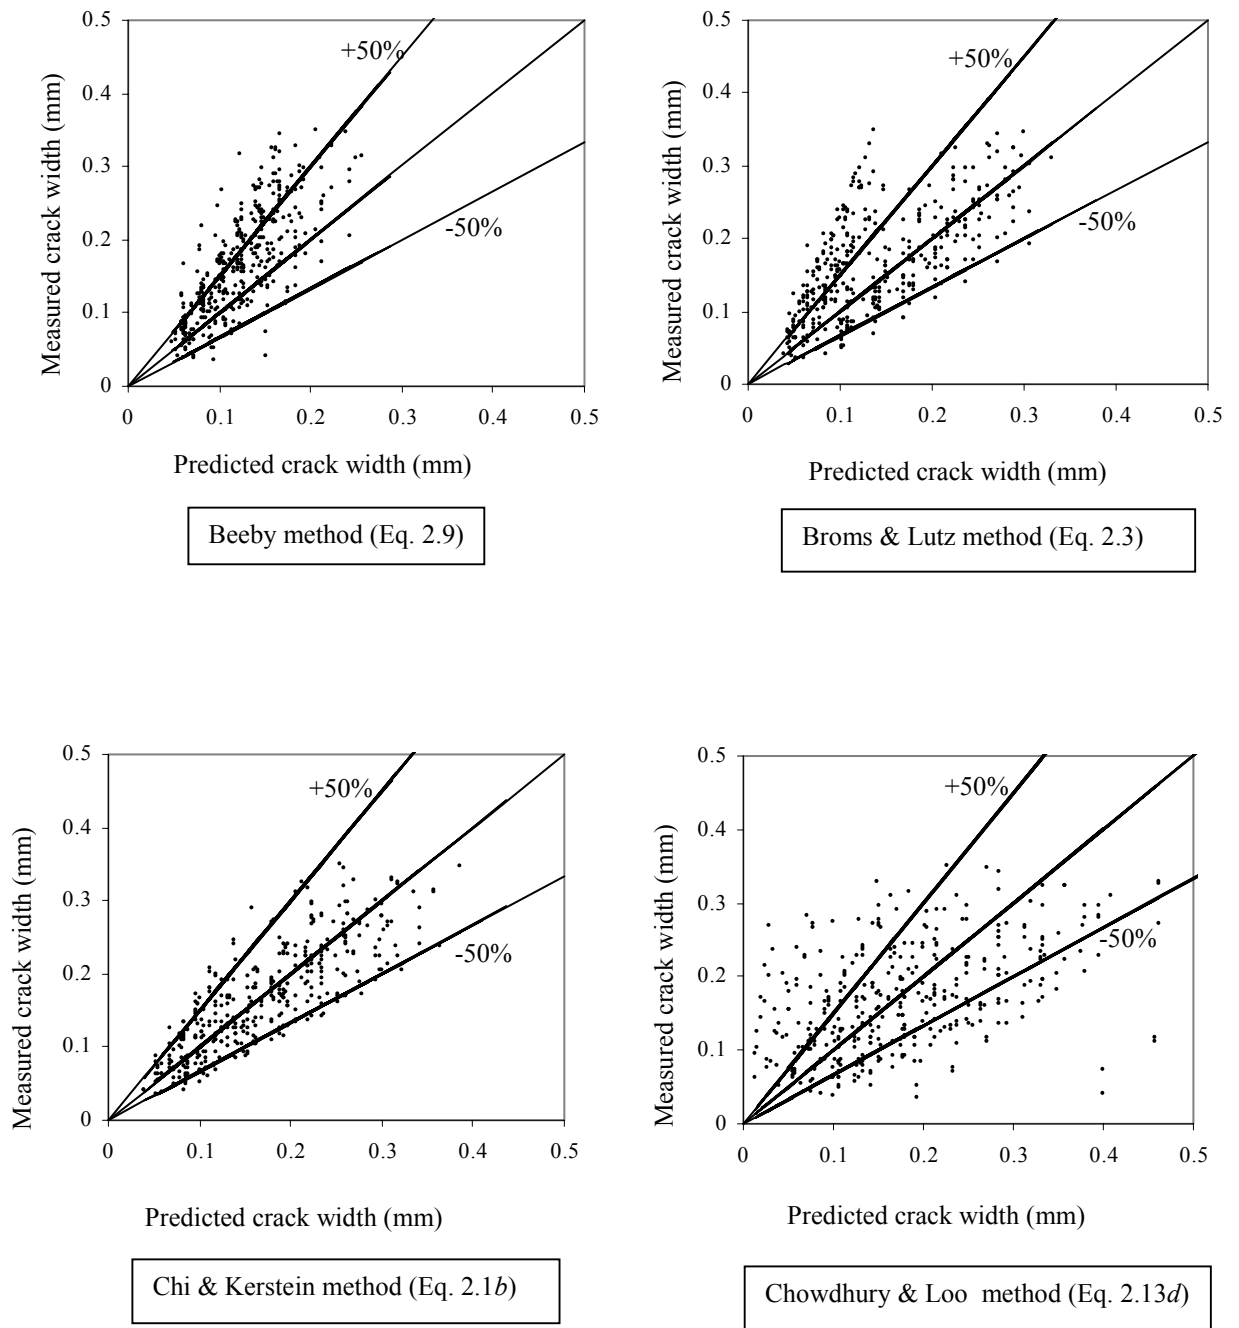 0.5
0.4
0.3
0.2
0.1
0
+50%
-50%
0 0.1 0.2 0.3 0.4 0.5
Measured crack width (mm)
Predicted crack width (mm)
Beeby method (Eq. 2.9)
0.5
0.4
0.3
0.2
0.1
0
+50%
-50%
0 0.1 0.2 0.3 0.4 0.5
Measured crack width (mm)
Predicted crack width (mm)
Broms & Lutz method (Eq. 2.3)
0.5
0.4
0.3
0.2
0.1
0
+50%
-50%
0 0.1 0.2 0.3 0.4 0.5
Measured crack width (mm)
Predicted crack width (mm)
Chi & Kerstein method (Eq. 2.1b)
0.5
0.4
0.3
0.2
0.1
0
+50%
-50%
0 0.1 0.2 0.3 0.4 0.5
Measured crack width (mm)
Predicted crack width (mm)
Chowdhury & Loo method (Eq. 2.13d)